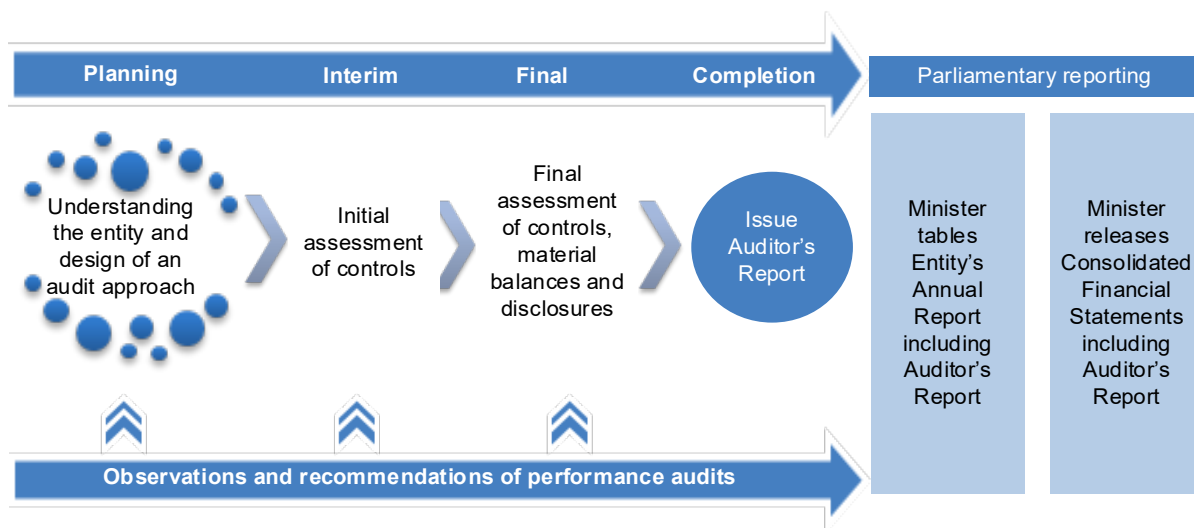 Planning
Interim
Final
Completion
Parliamentary reporting
Understanding
the entity and
design of an
audit approach
Initial
assessment
of controls
Final
assessment
of controls,
material
balances and
disclosures
Issue
Auditor's
Report
Minister
tables
Entity's
Annual
Report
including
Auditor's
Report
Minister
releases
Consolidated
Financial
Statements
including
Auditor's
Report
Observations and recommendations of performance audits